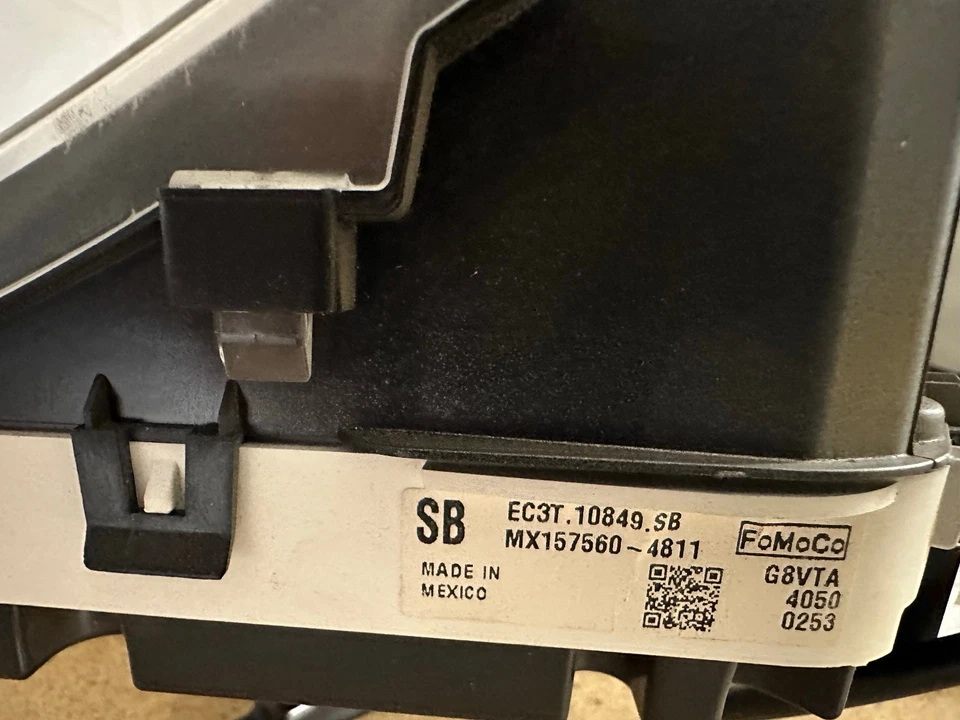 SB
EC3T.10849.SB
MX157560-4811
FoMoCo
MADE IN
MEXICO
G8VTA
4050
0253